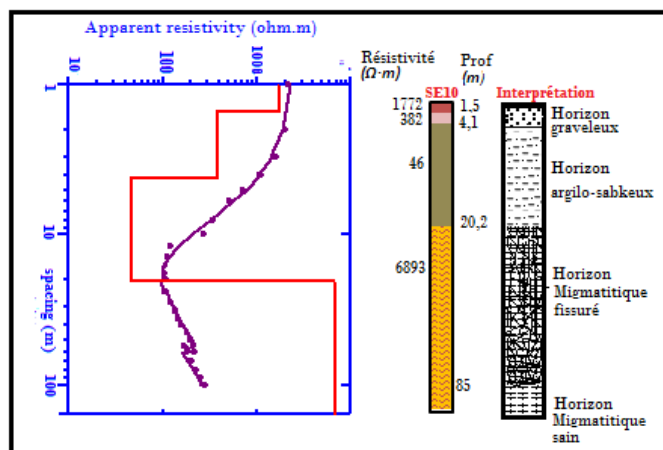 Apparent resistivity (ohm.m)
10
100
1000
1
10
100
spacing (m)
Résistivité
(Ω·m)
Prof
(m)
SE10
Interprétation
1772
382
46
6893
1.5
4,1
20,2
85
Horizon
graveleux
Horizon
argilo-sabkeux
Horizon
Migmatitique
fissuré
Horizon
Migmatitique
sain